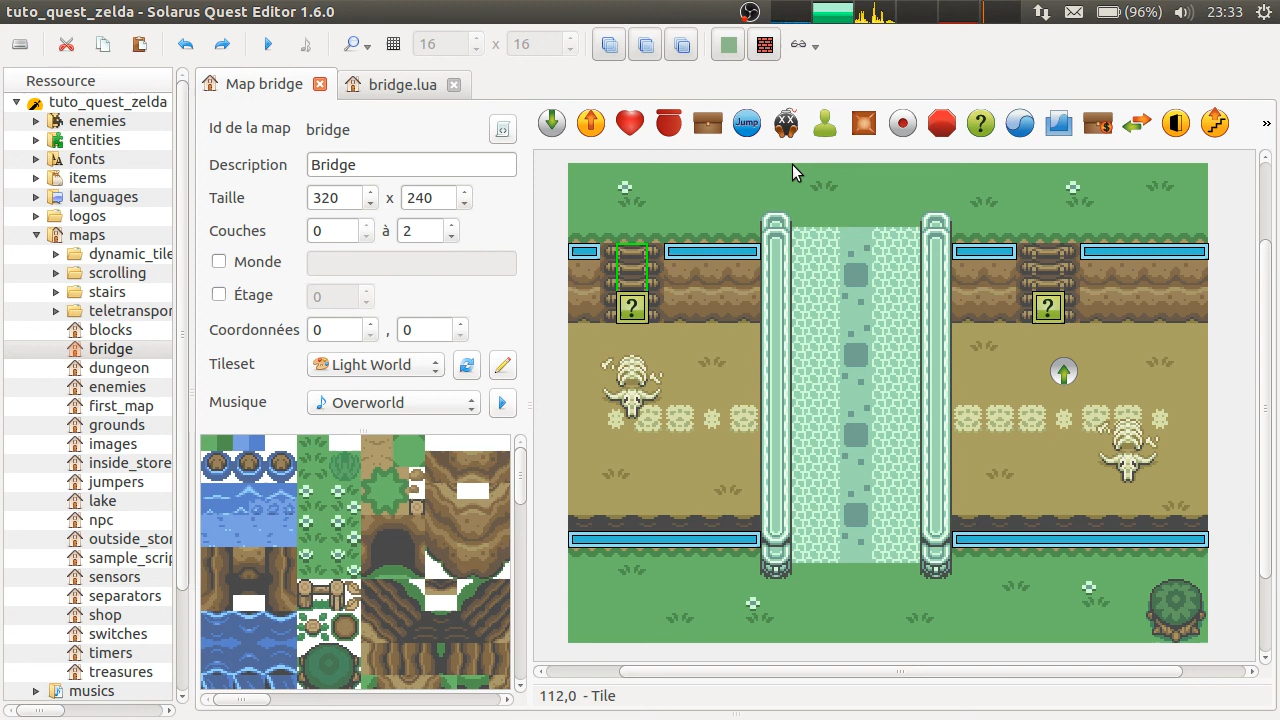 tuto_quest_zelda - Solarus Quest Editor 1.6.0
(96%)
23:33
16 x 16
Ressource
tuto_quest_zelda
enemies
entities
fonts
items
languages
logos
maps
dynamic_tile
scrolling
stairs
teletranspor
blocks
bridge
dungeon
enemies
first_map
grounds
images
inside_store
jumpers
lake
npc
outside_stor
sample_scrip
sensors
separators
shop
switches
timers
treasures
musics
Map bridge
bridge.lua
Id de la map bridge
Description Bridge
Taille 320 x 240
Couches 0 à 2
Monde
Étage 0
Coordonnées 0 , 0
Tileset Light World
Musique Overworld
Jump
?
$
»
?
?
112,0 - Tile